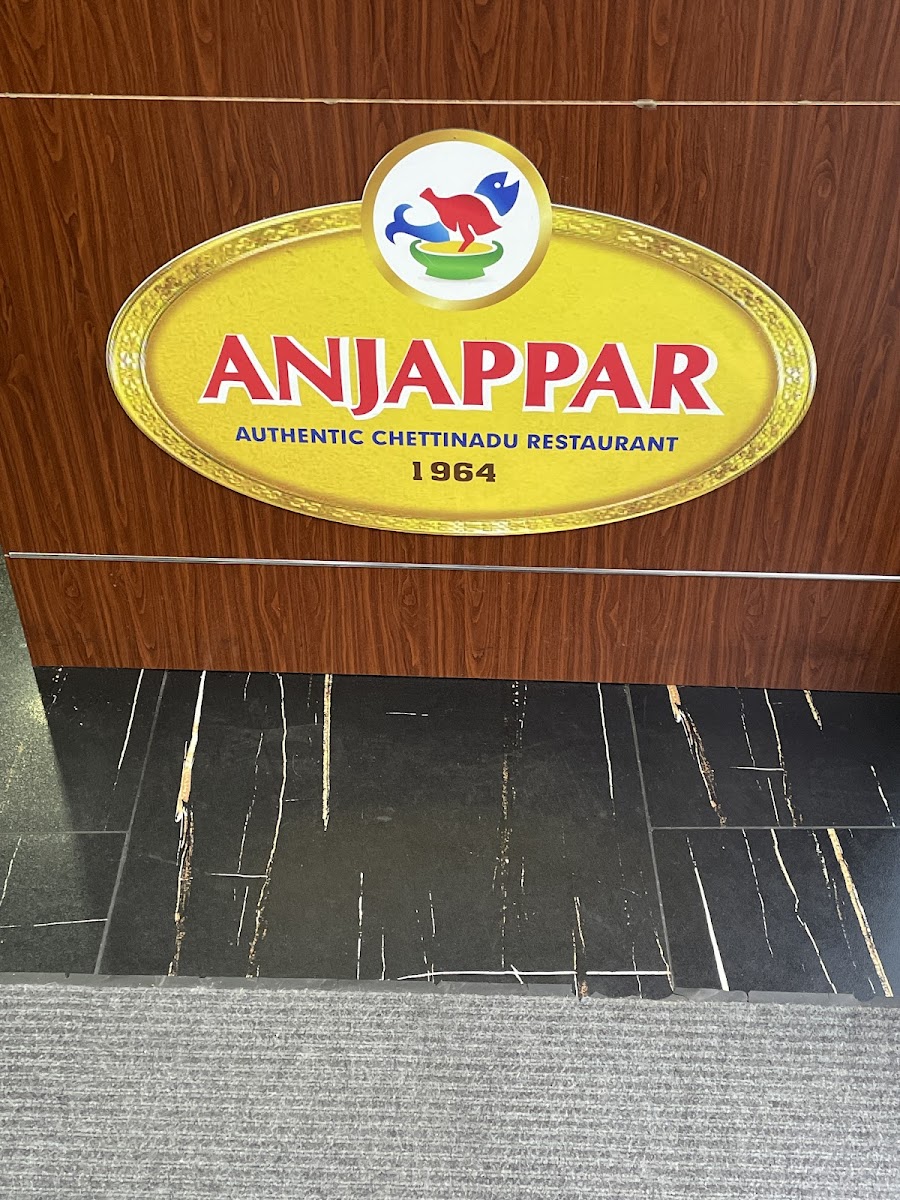 ANJAPPAR
AUTHENTIC CHETTINADU RESTAURANT
1964